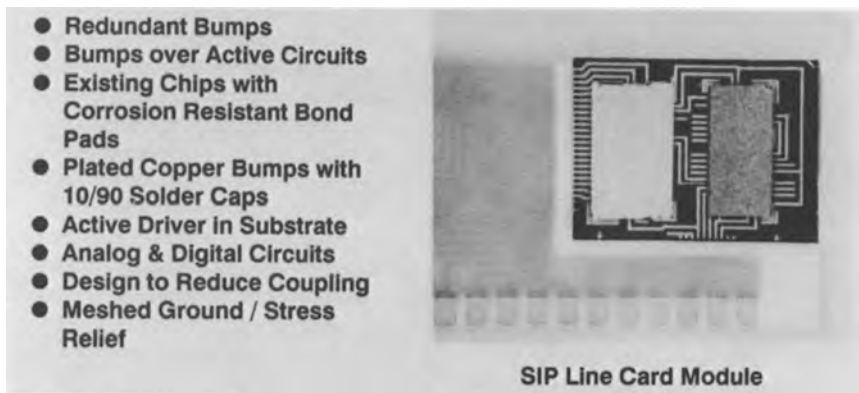 ● Redundant Bumps
● Bumps over Active Circuits
● Existing Chips with
Corrosion Resistant Bond
Pads
● Plated Copper Bumps with
10/90 Solder Caps
● Active Driver in Substrate
● Analog & Digital Circuits
● Design to Reduce Coupling
● Meshed Ground / Stress
Relief
SIP Line Card Module